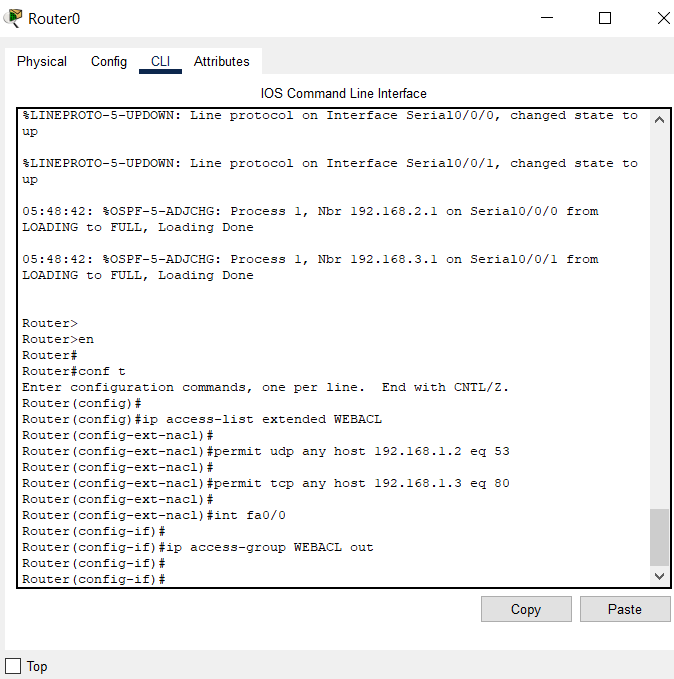 Router0
Physical Config CLI Attributes
IOS Command Line Interface
%LINEPROTO-5-UPDOWN: Line protocol on Interface Serial0/0/0, changed state to
up
%LINEPROTO-5-UPDOWN: Line protocol on Interface Serial0/0/1, changed state to
up
05:48:42: %OSPF-5-ADJCHG: Process 1, Nbr 192.168.2.1 on Serial0/0/0 from
LOADING to FULL, Loading Done
05:48:42: %OSPF-5-ADJCHG: Process 1, Nbr 192.168.3.1 on Serial0/0/1 from
LOADING to FULL, Loading Done
Router>
Router>en
Router#
Router#conf t
Enter configuration commands, one per line.  End with CNTL/Z.
Router(config)#
Router(config)#ip access-list extended WEBACL
Router(config-ext-nacl)#
Router(config-ext-nacl)#permit udp any host 192.168.1.2 eq 53
Router(config-ext-nacl)#
Router(config-ext-nacl)#permit tcp any host 192.168.1.3 eq 80
Router(config-ext-nacl)#
Router(config-ext-nacl)#int fa0/0
Router(config-if)#
Router(config-if)#ip access-group WEBACL out
Router(config-if)#
Router(config-if)#
Copy Paste
Top